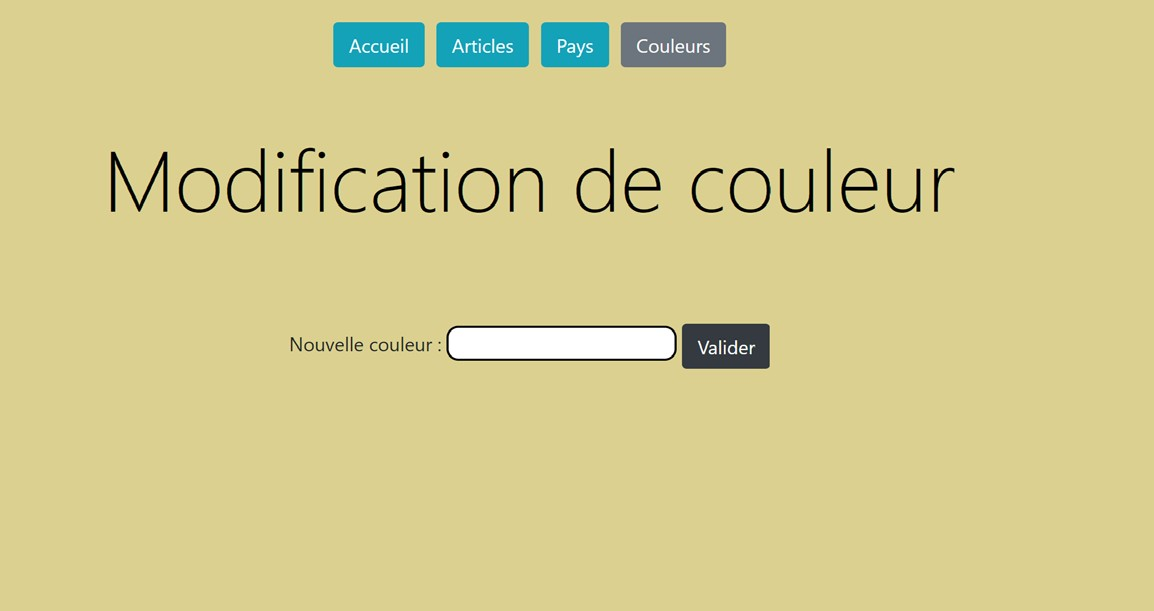 Accueil Articles Pays Couleurs
Modification de couleur
Nouvelle couleur : Valider